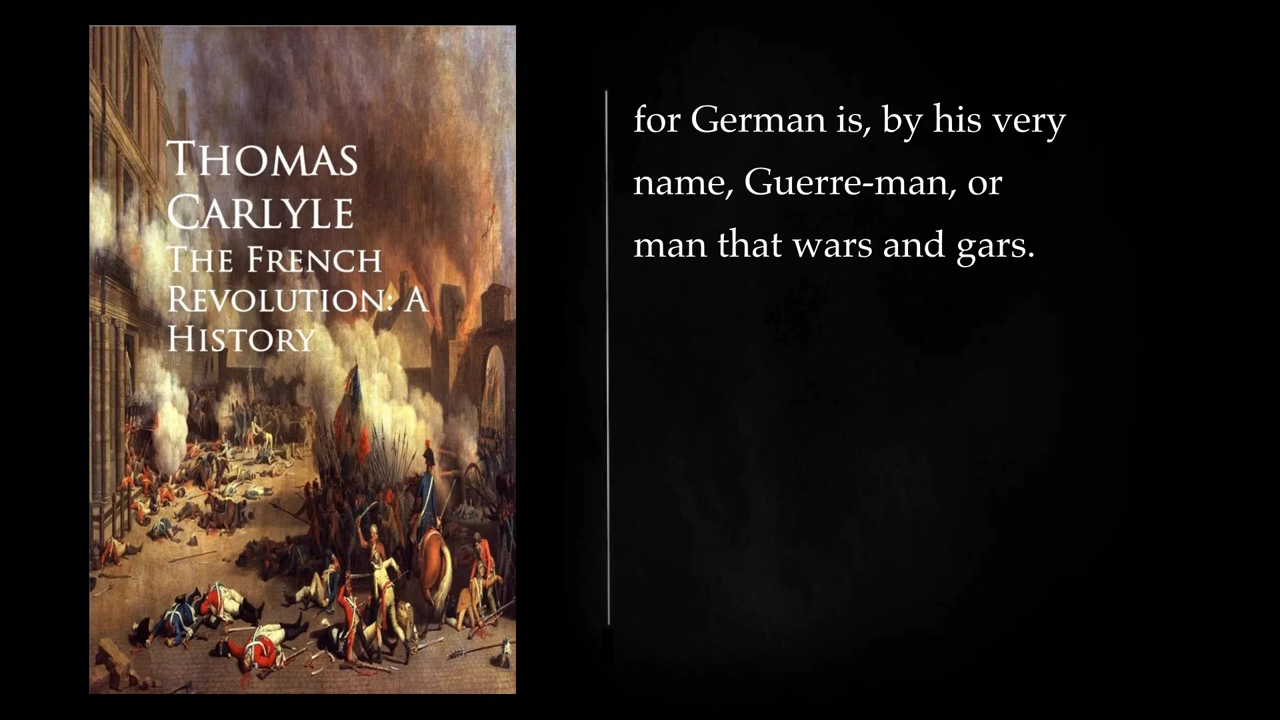 THOMAS
CARLYLE
THE FRENCH
REVOLUTION: A
HISTORY
for German is, by his very
name, Guerre-man, or
man that wars and gars.